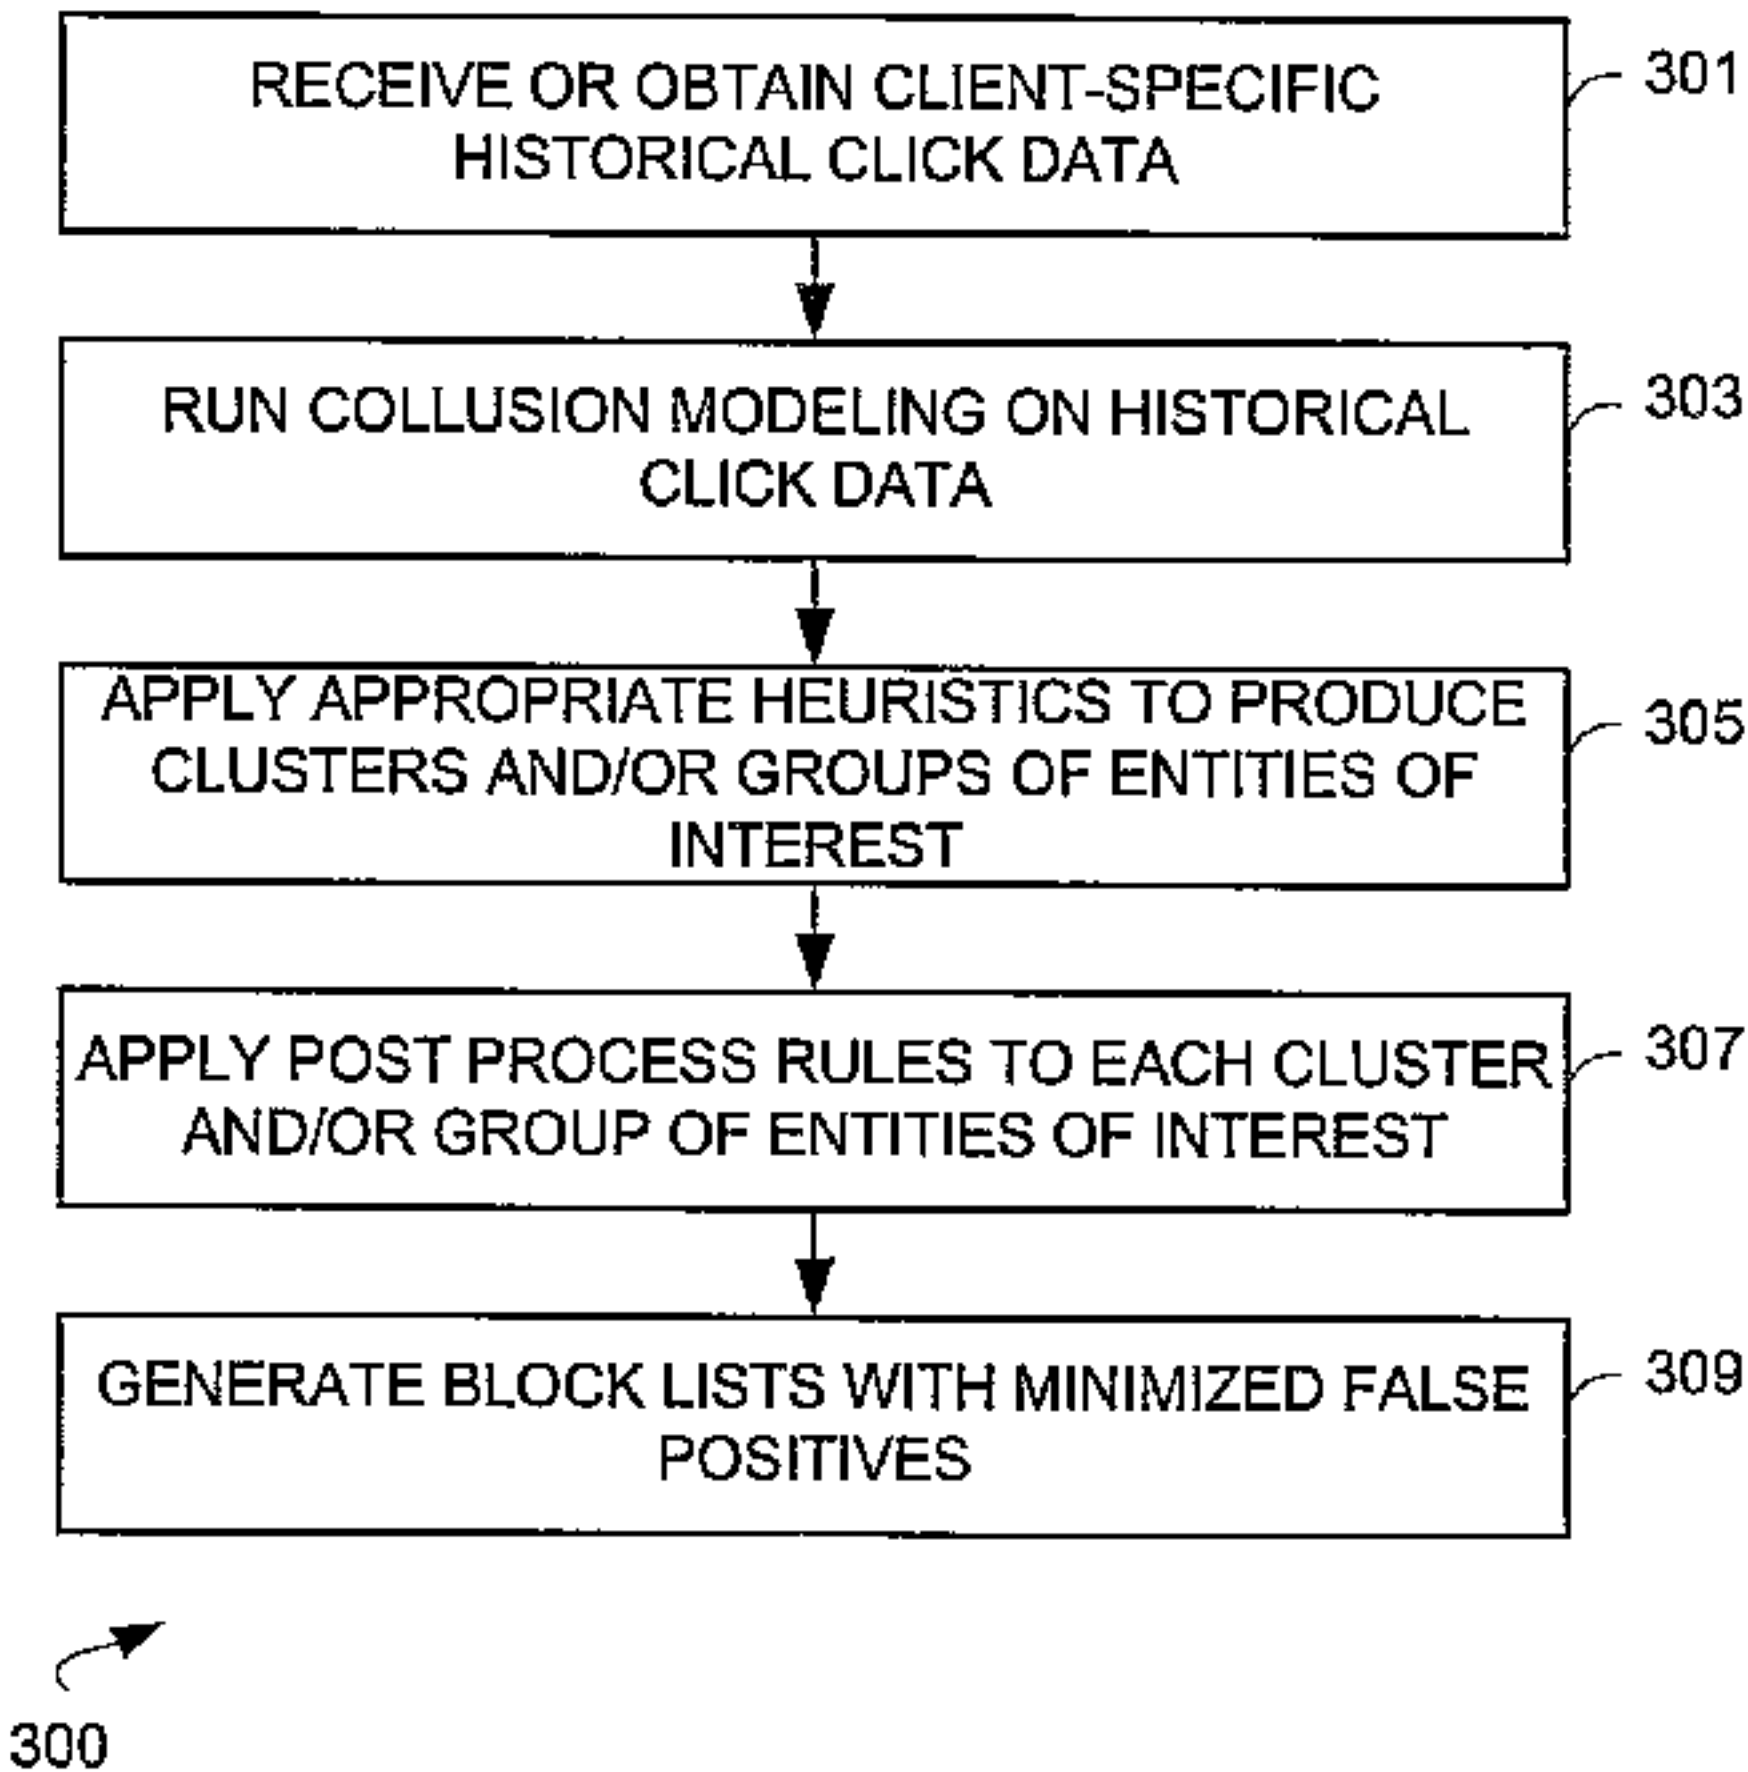 RECEIVE OR OBTAIN CLIENT-SPECIFIC
HISTORICAL CLICK DATA
301
RUN COLLUSION MODELING ON HISTORICAL
CLICK DATA
303
APPLY APPROPRIATE HEURISTICS TO PRODUCE
CLUSTERS AND/OR GROUPS OF ENTITIES OF
INTEREST
305
APPLY POST PROCESS RULES TO EACH CLUSTER
AND/OR GROUP OF ENTITIES OF INTEREST
307
GENERATE BLOCK LISTS WITH MINIMIZED FALSE
POSITIVES
309
300